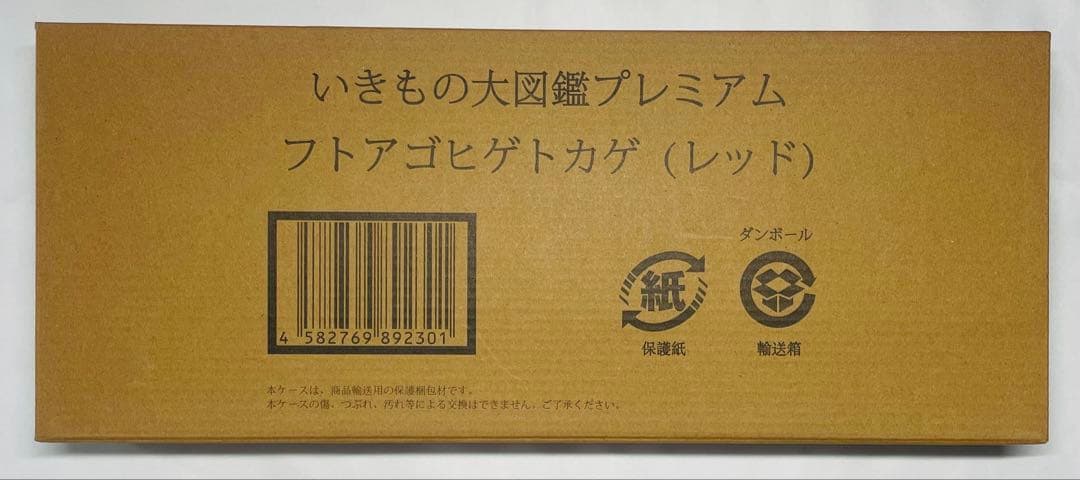 いきもの大図鑑プレミアム
フトアゴヒゲトカゲ (レッド)
ダンボール
紙
4 582769 892301
保護紙
輸送箱
本ケースは、商品輸送用の保護梱包材です。
本ケースの傷、つぶれ、汚れ等による交換はできません。ご了承ください。